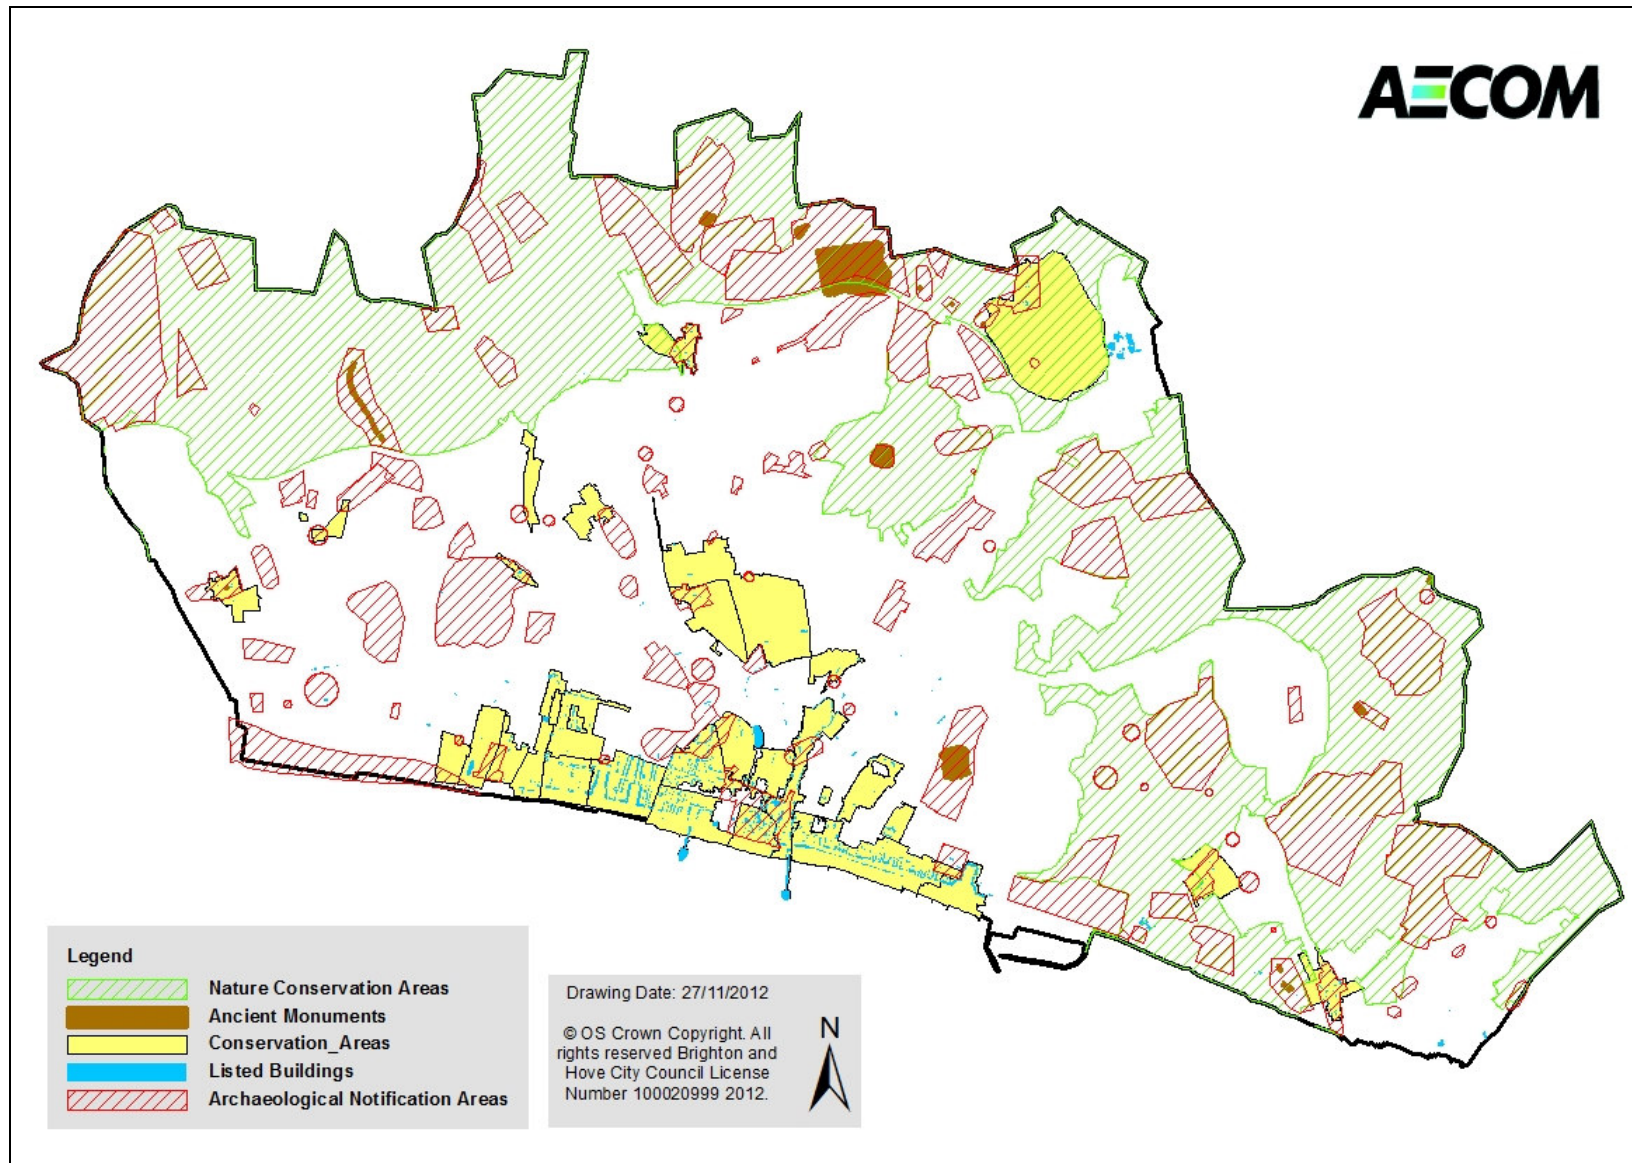 AECOM
Legend
Nature Conservation Areas
Ancient Monuments
Conservation_Areas
Listed Buildings
Archaeological Notification Areas
Drawing Date: 27/11/2012
© OS Crown Copyright. All
rights reserved Brighton and
Hove City Council License
Number 100020999 2012.
N